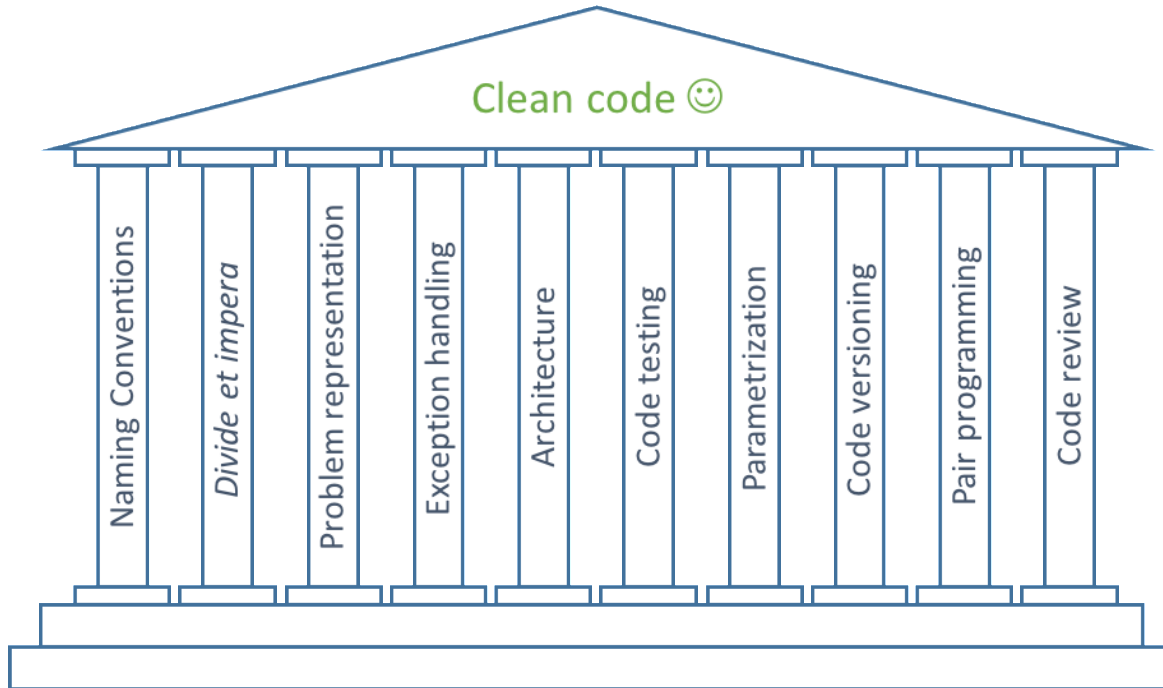 Clean code ☺
Naming Conventions
Divide et impera
Problem representation
Exception handling
Architecture
Code testing
Parametrization
Code versioning
Pair programming
Code review